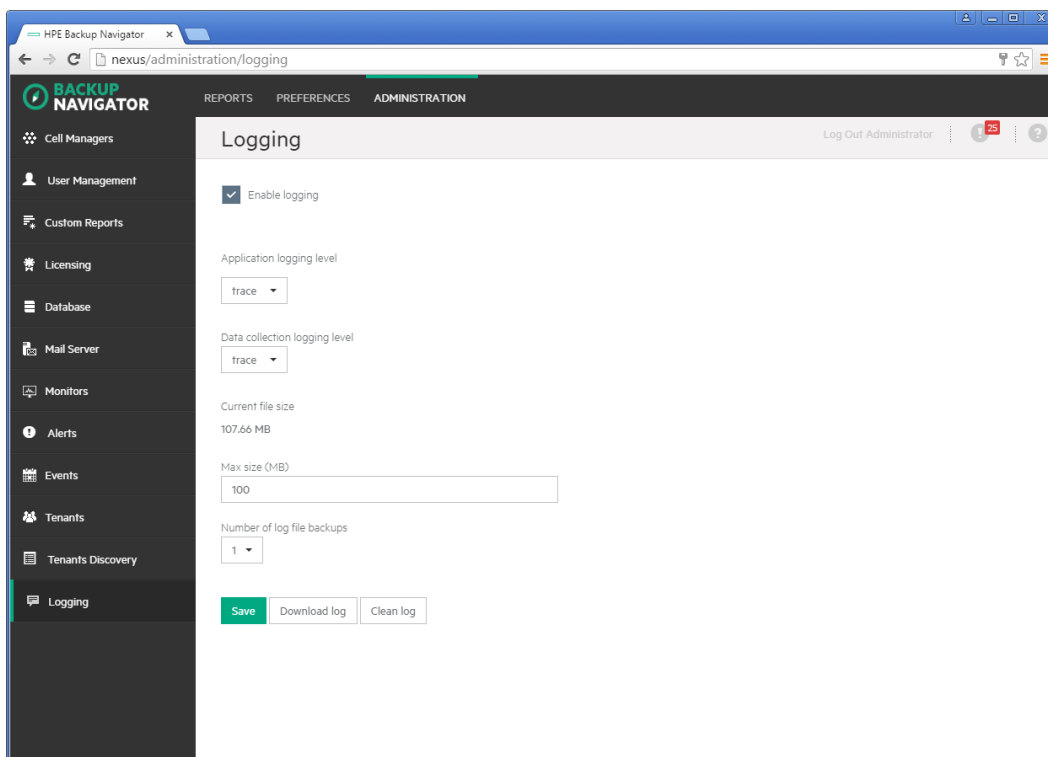 HPE Backup Navigator
nexus/administration/logging
BACKUP
NAVIGATOR
REPORTS PREFERENCES ADMINISTRATION
Cell Managers
User Management
Custom Reports
Licensing
Database
Mail Server
Monitors
Alerts
Events
Tenants
Tenants Discovery
Logging
Logging
Log Out Administrator
25
Enable logging
Application logging level
trace
Data collection logging level
trace
Current file size
107.66 MB
Max size (MB)
100
Number of log file backups
1
Save Download log Clean log